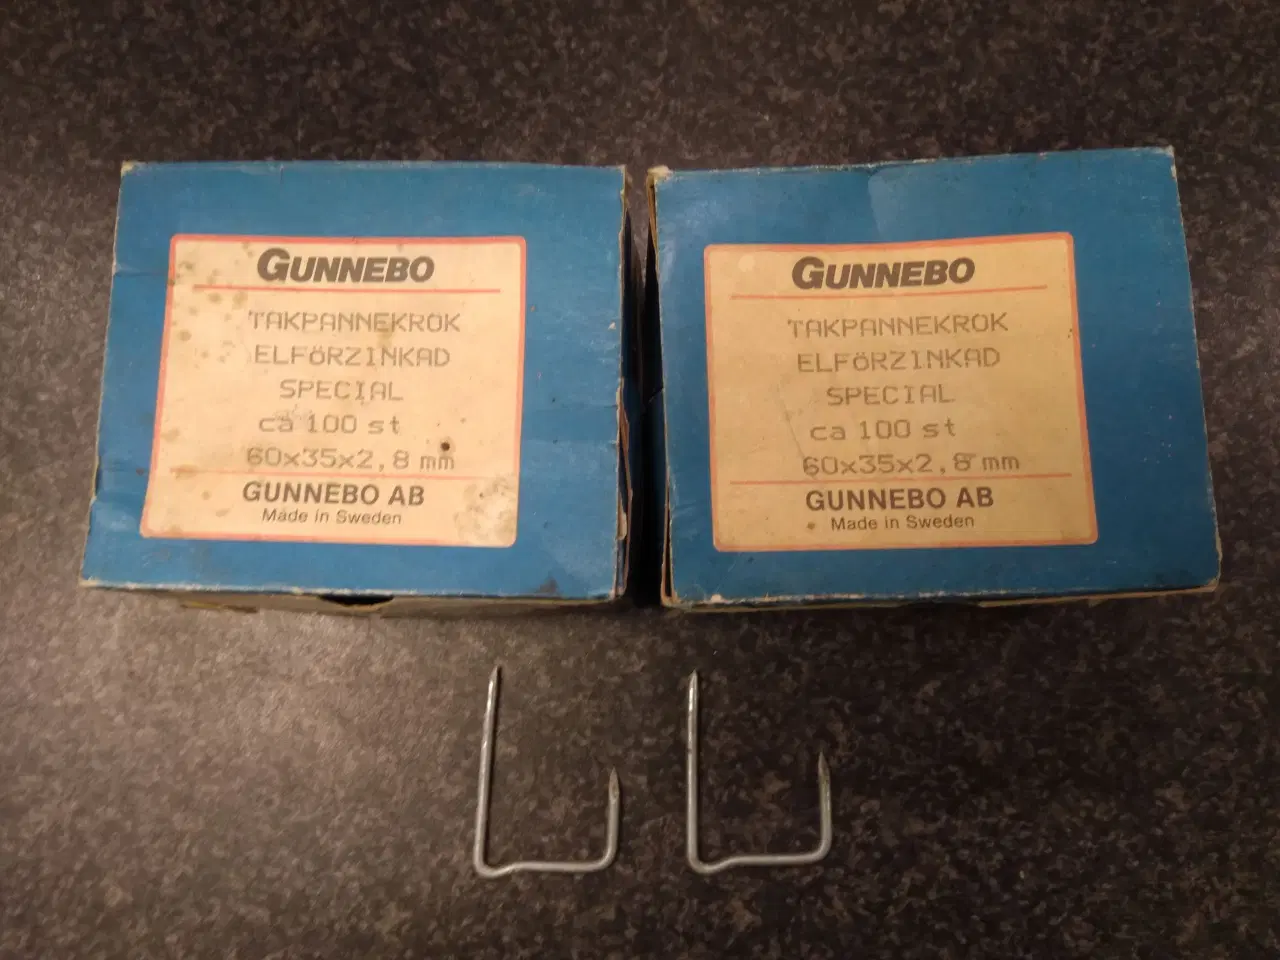 GUNNEBO
TAKPANNEKROK
ELFÖRZINKAD
SPECIAL
ca 100 st
60x35x2,8 mm
GUNNEBO AB
Made in Sweden
GUNNEBO
TAKPANNEKROK
ELFÖRZINKAD
SPECIAL
ca 100 st
60x35x2,8 mm
GUNNEBO AB
Made in Sweden